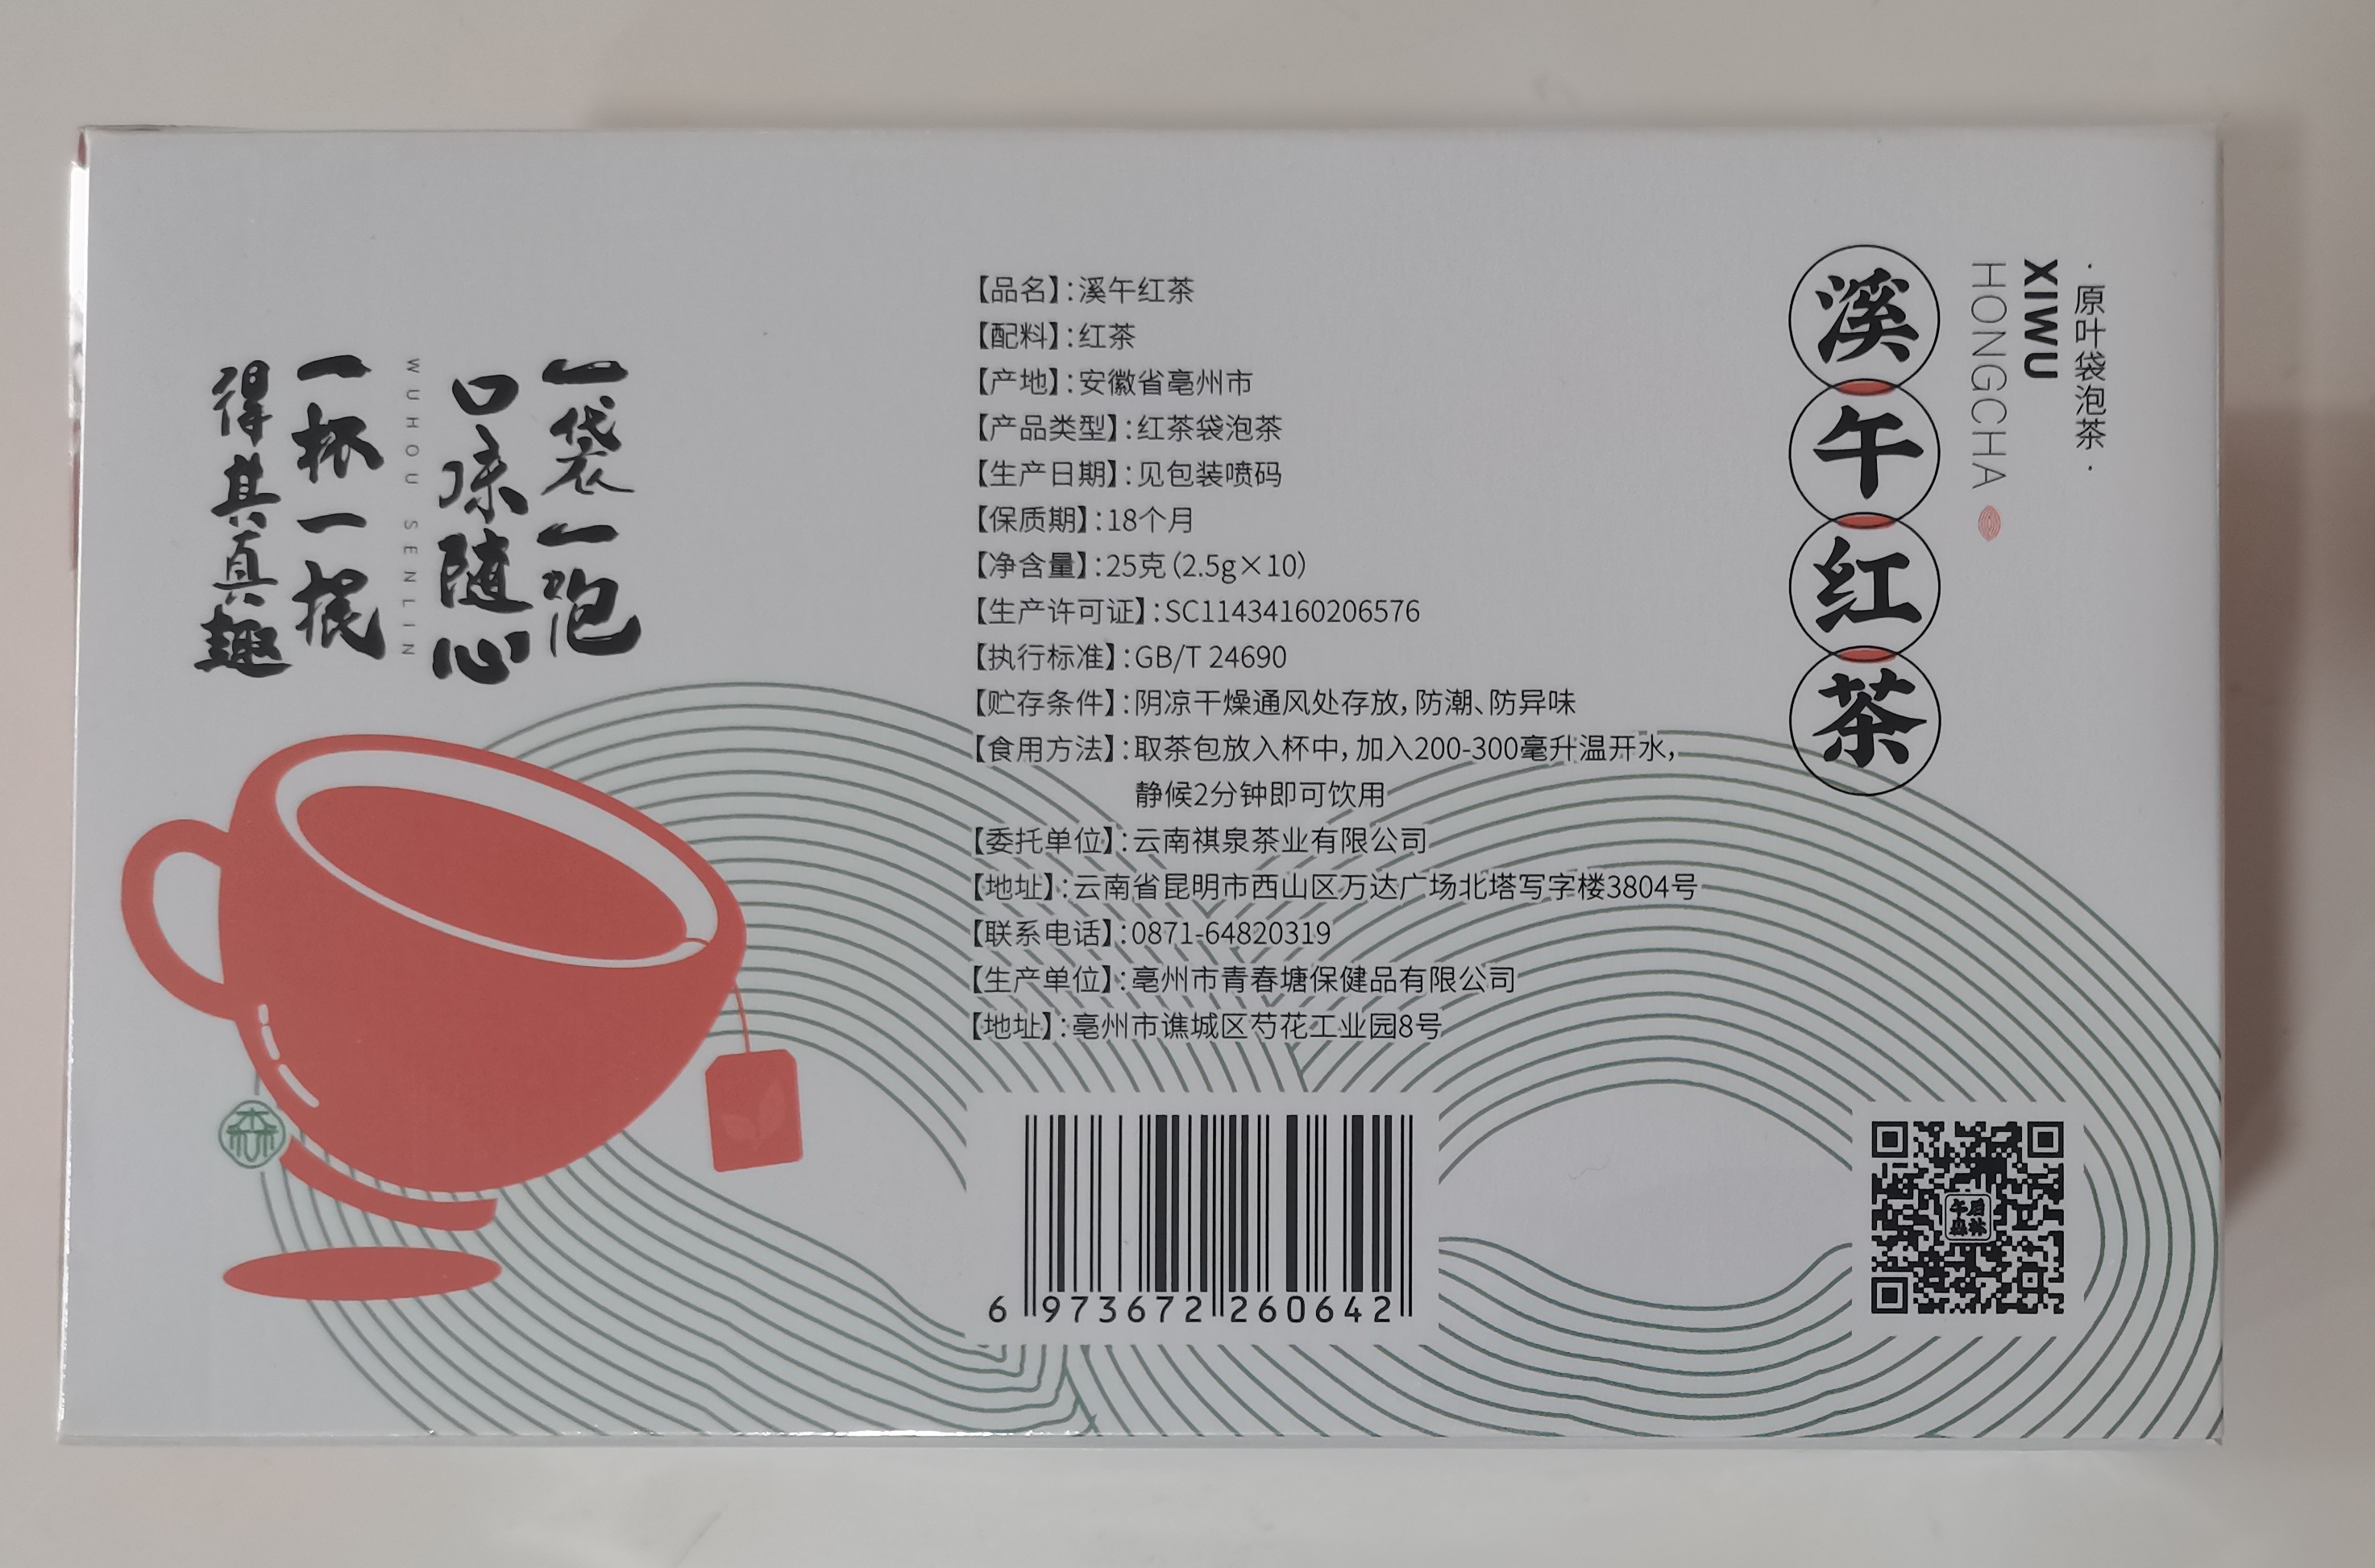 一袋一泡
口味随心
WUHOU SENLIN
一杯一捏
得其真趣
【品名】:溪午红茶
【配料】:红茶
【产地】:安徽省亳州市
【产品类型】:红茶袋泡茶
【生产日期】:见包装喷码
【保质期】:18个月
【净含量】:25克(2.5g×10)
【生产许可证】:SC11434160206576
【执行标准】:GB/T 24690
【贮存条件】:阴凉干燥通风处存放,防潮、防异味
【食用方法】:取茶包放入杯中,加入200-300毫升温开水,
静候2分钟即可饮用
【委托单位】:云南祺泉茶业有限公司
【地址】:云南省昆明市西山区万达广场北塔写字楼3804号
【联系电话】:0871-64820319
【生产单位】:亳州市青春塘保健品有限公司
【地址】:亳州市谯城区芍花工业园8号
6 973672 260642
·原叶袋泡茶·
XIWU
HONGCHA
溪午红茶
午后
森林